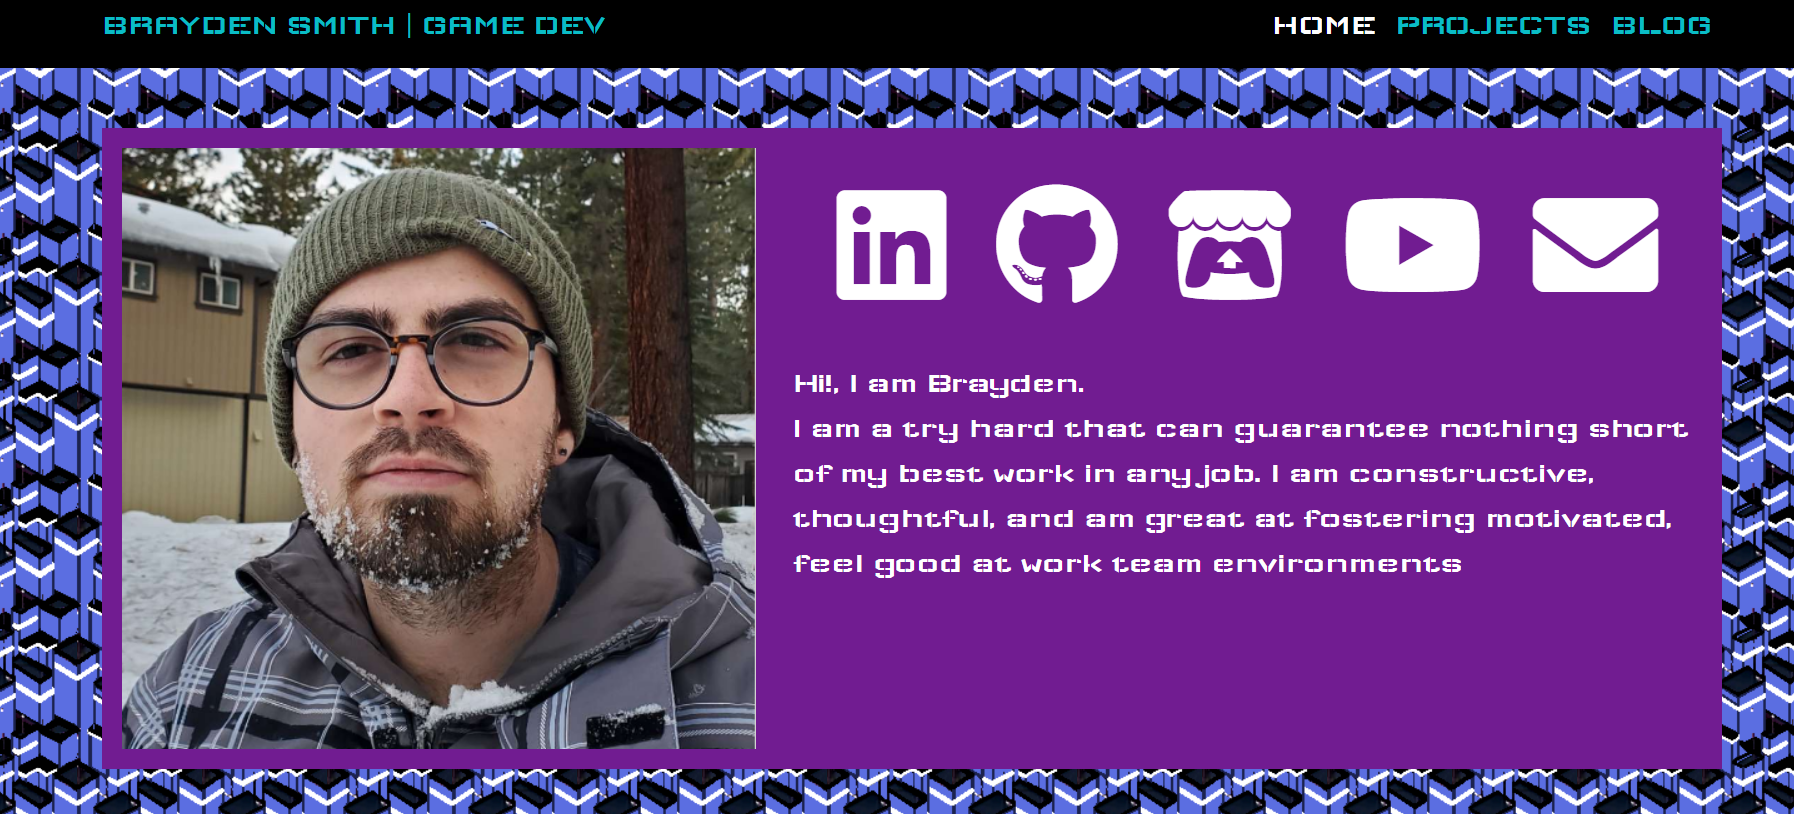 BRAYDEN SMITH | GAME DEV
HOME PROJECTS BLOG
in
Hi!, I am Brayden.
I am a try hard that can guarantee nothing short
of my best work in any job. I am constructive,
thoughtful, and am great at fostering motivated,
feel good at work team environments